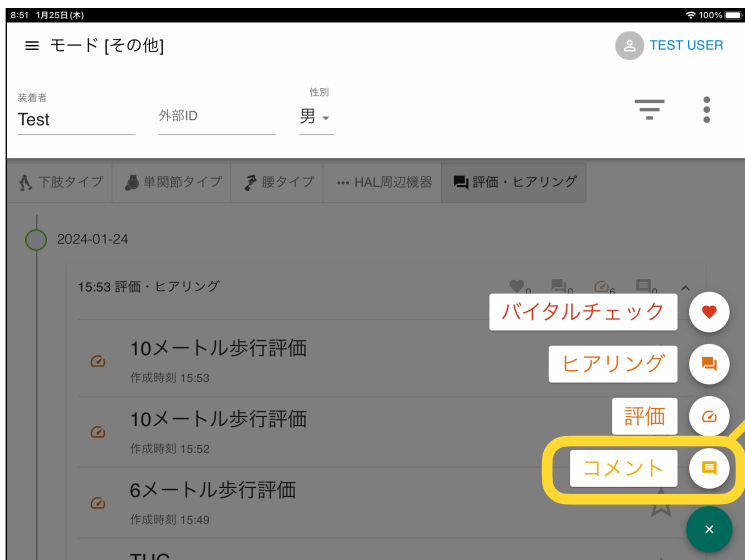 8:51 1月25日(木)
100%
モード [その他]
TEST USER
装着者
Test
外部ID
性別
男
下肢タイプ
単関節タイプ
腰タイプ
HAL周辺機器
評価・ヒアリング
2024-01-24
15:53 評価・ヒアリング
0
0
6
0
バイタルチェック
10メートル歩行評価
作成時刻 15:53
ヒアリング
10メートル歩行評価
作成時刻 15:52
評価
コメント
6メートル歩行評価
作成時刻 15:49
TUG